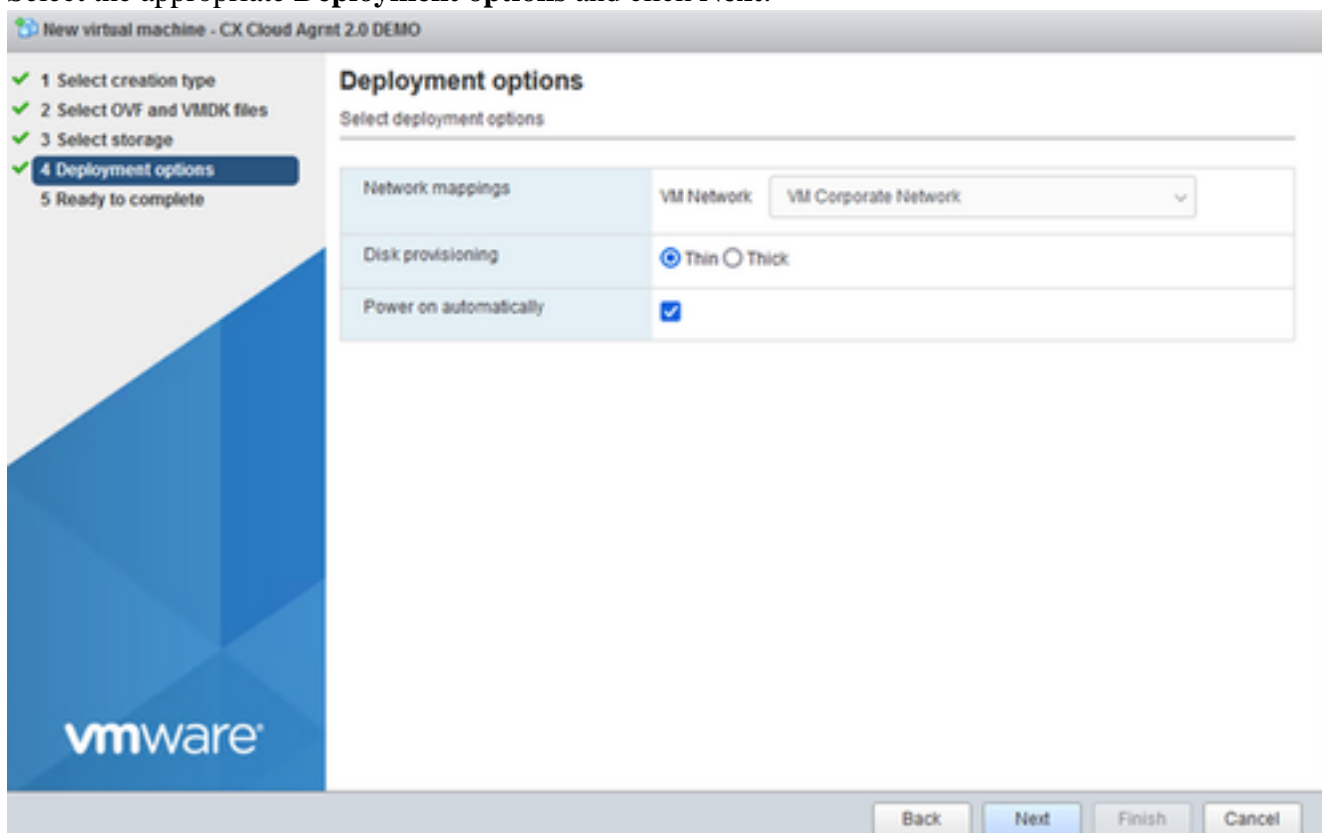 Select the appropriate Deployment options and click Next.
New virtual machine - CX Cloud Agrnt 2.0 DEMO
1 Select creation type
2 Select OVF and VMDK files
3 Select storage
4 Deployment options
5 Ready to complete
Deployment options
Select deployment options
Network mappings
VM Network
VM Corporate Network
Disk provisioning
Thin
Thick
Power on automatically
vmware
Back
Next
Finish
Cancel